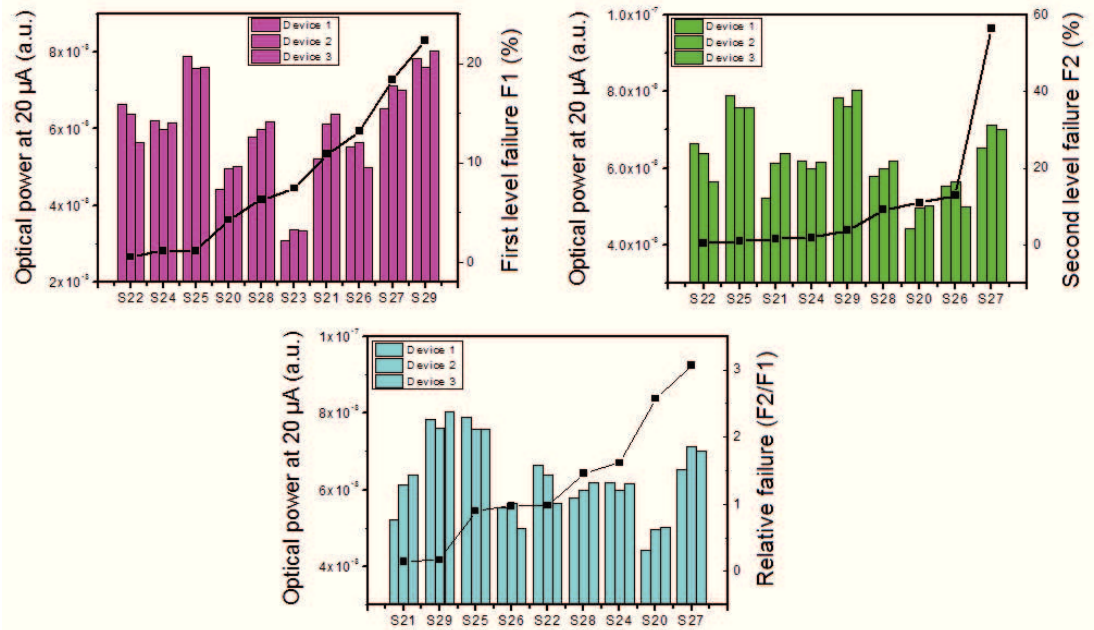 Optical power at 20 µA (a.u.)
8x10⁻⁸
6x10⁻⁸
4x10⁻⁸
2x10⁻⁸
Device 1
Device 2
Device 3
20
10
0
First level failure F1 (%)
S22 S24 S25 S20 S28 S23 S21 S26 S27 S29
Optical power at 20 µA (a.u.)
1.0x10⁻⁷
8.0x10⁻⁸
6.0x10⁻⁸
4.0x10⁻⁸
Device 1
Device 2
Device 3
60
40
20
0
Second level failure F2 (%)
S22 S25 S21 S24 S29 S28 S20 S26 S27
Optical power at 20 µA (a.u.)
1x10⁻⁷
8x10⁻⁸
6x10⁻⁸
4x10⁻⁸
Device 1
Device 2
Device 3
3
2
1
0
Relative failure (F2/F1)
S21 S29 S25 S26 S22 S28 S24 S20 S27